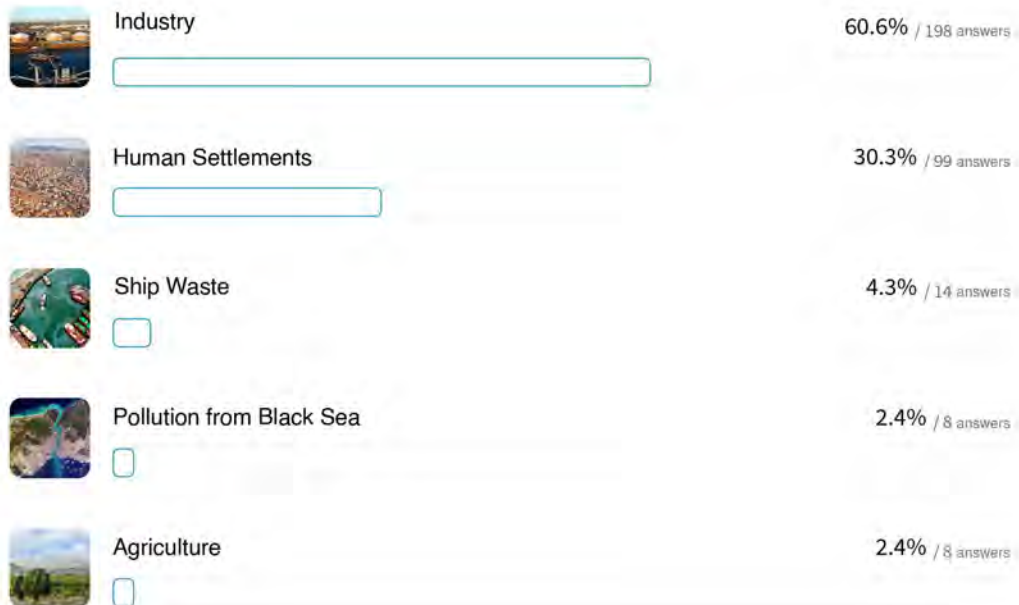 Industry 60.6% / 198 answers
Human Settlements 30.3% / 99 answers
Ship Waste 4.3% / 14 answers
Pollution from Black Sea 2.4% / 8 answers
Agriculture 2.4% / 8 answers